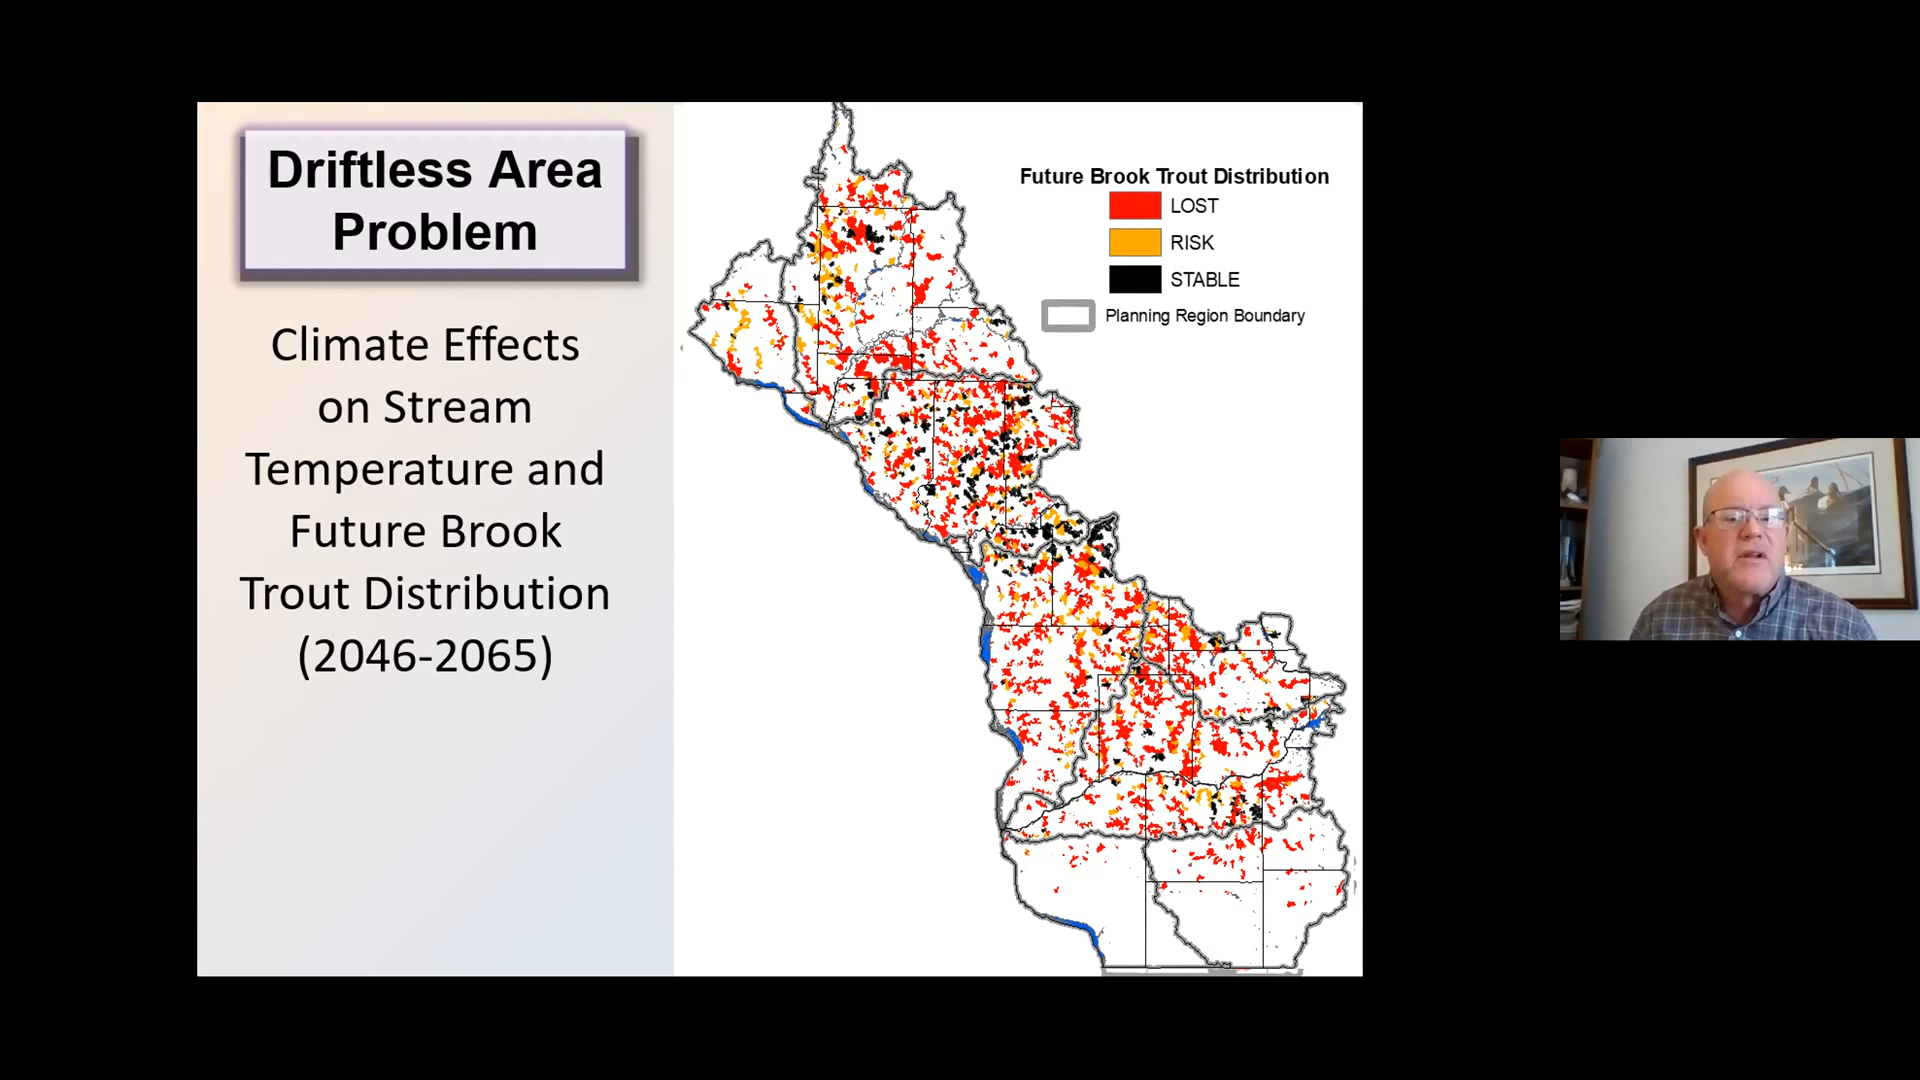 Driftless Area
Problem
Climate Effects
on Stream
Temperature and
Future Brook
Trout Distribution
(2046-2065)
Future Brook Trout Distribution
LOST
RISK
STABLE
Planning Region Boundary